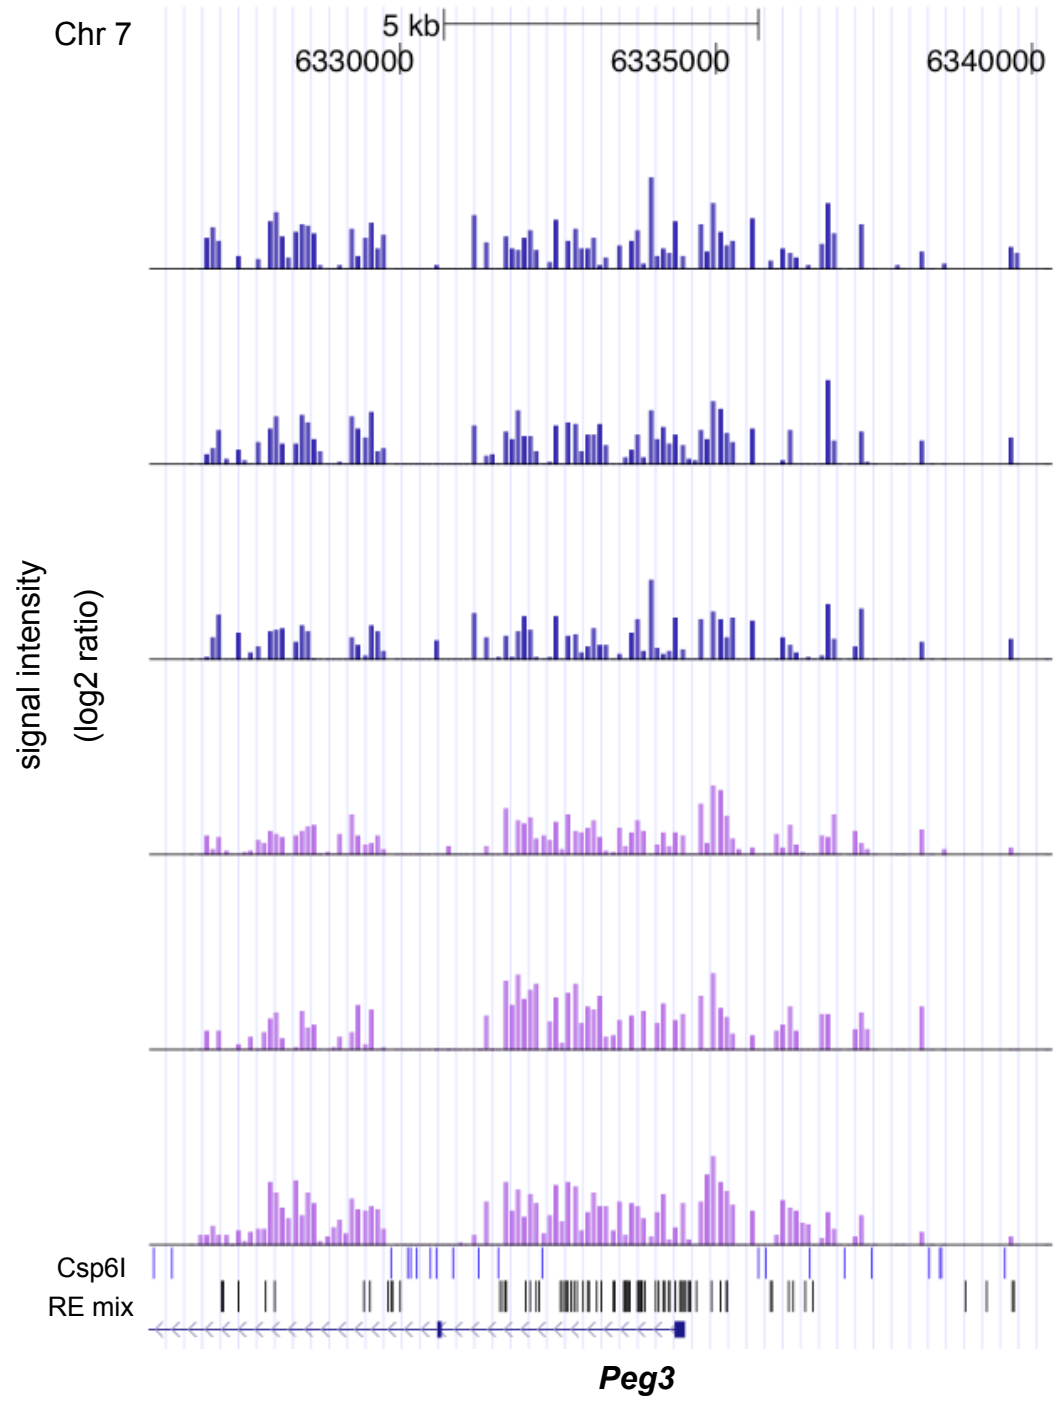 Chr 7
5 kb
6330000 6335000 6340000
signal intensity
(log2 ratio)
Csp6I
RE mix
Peg3